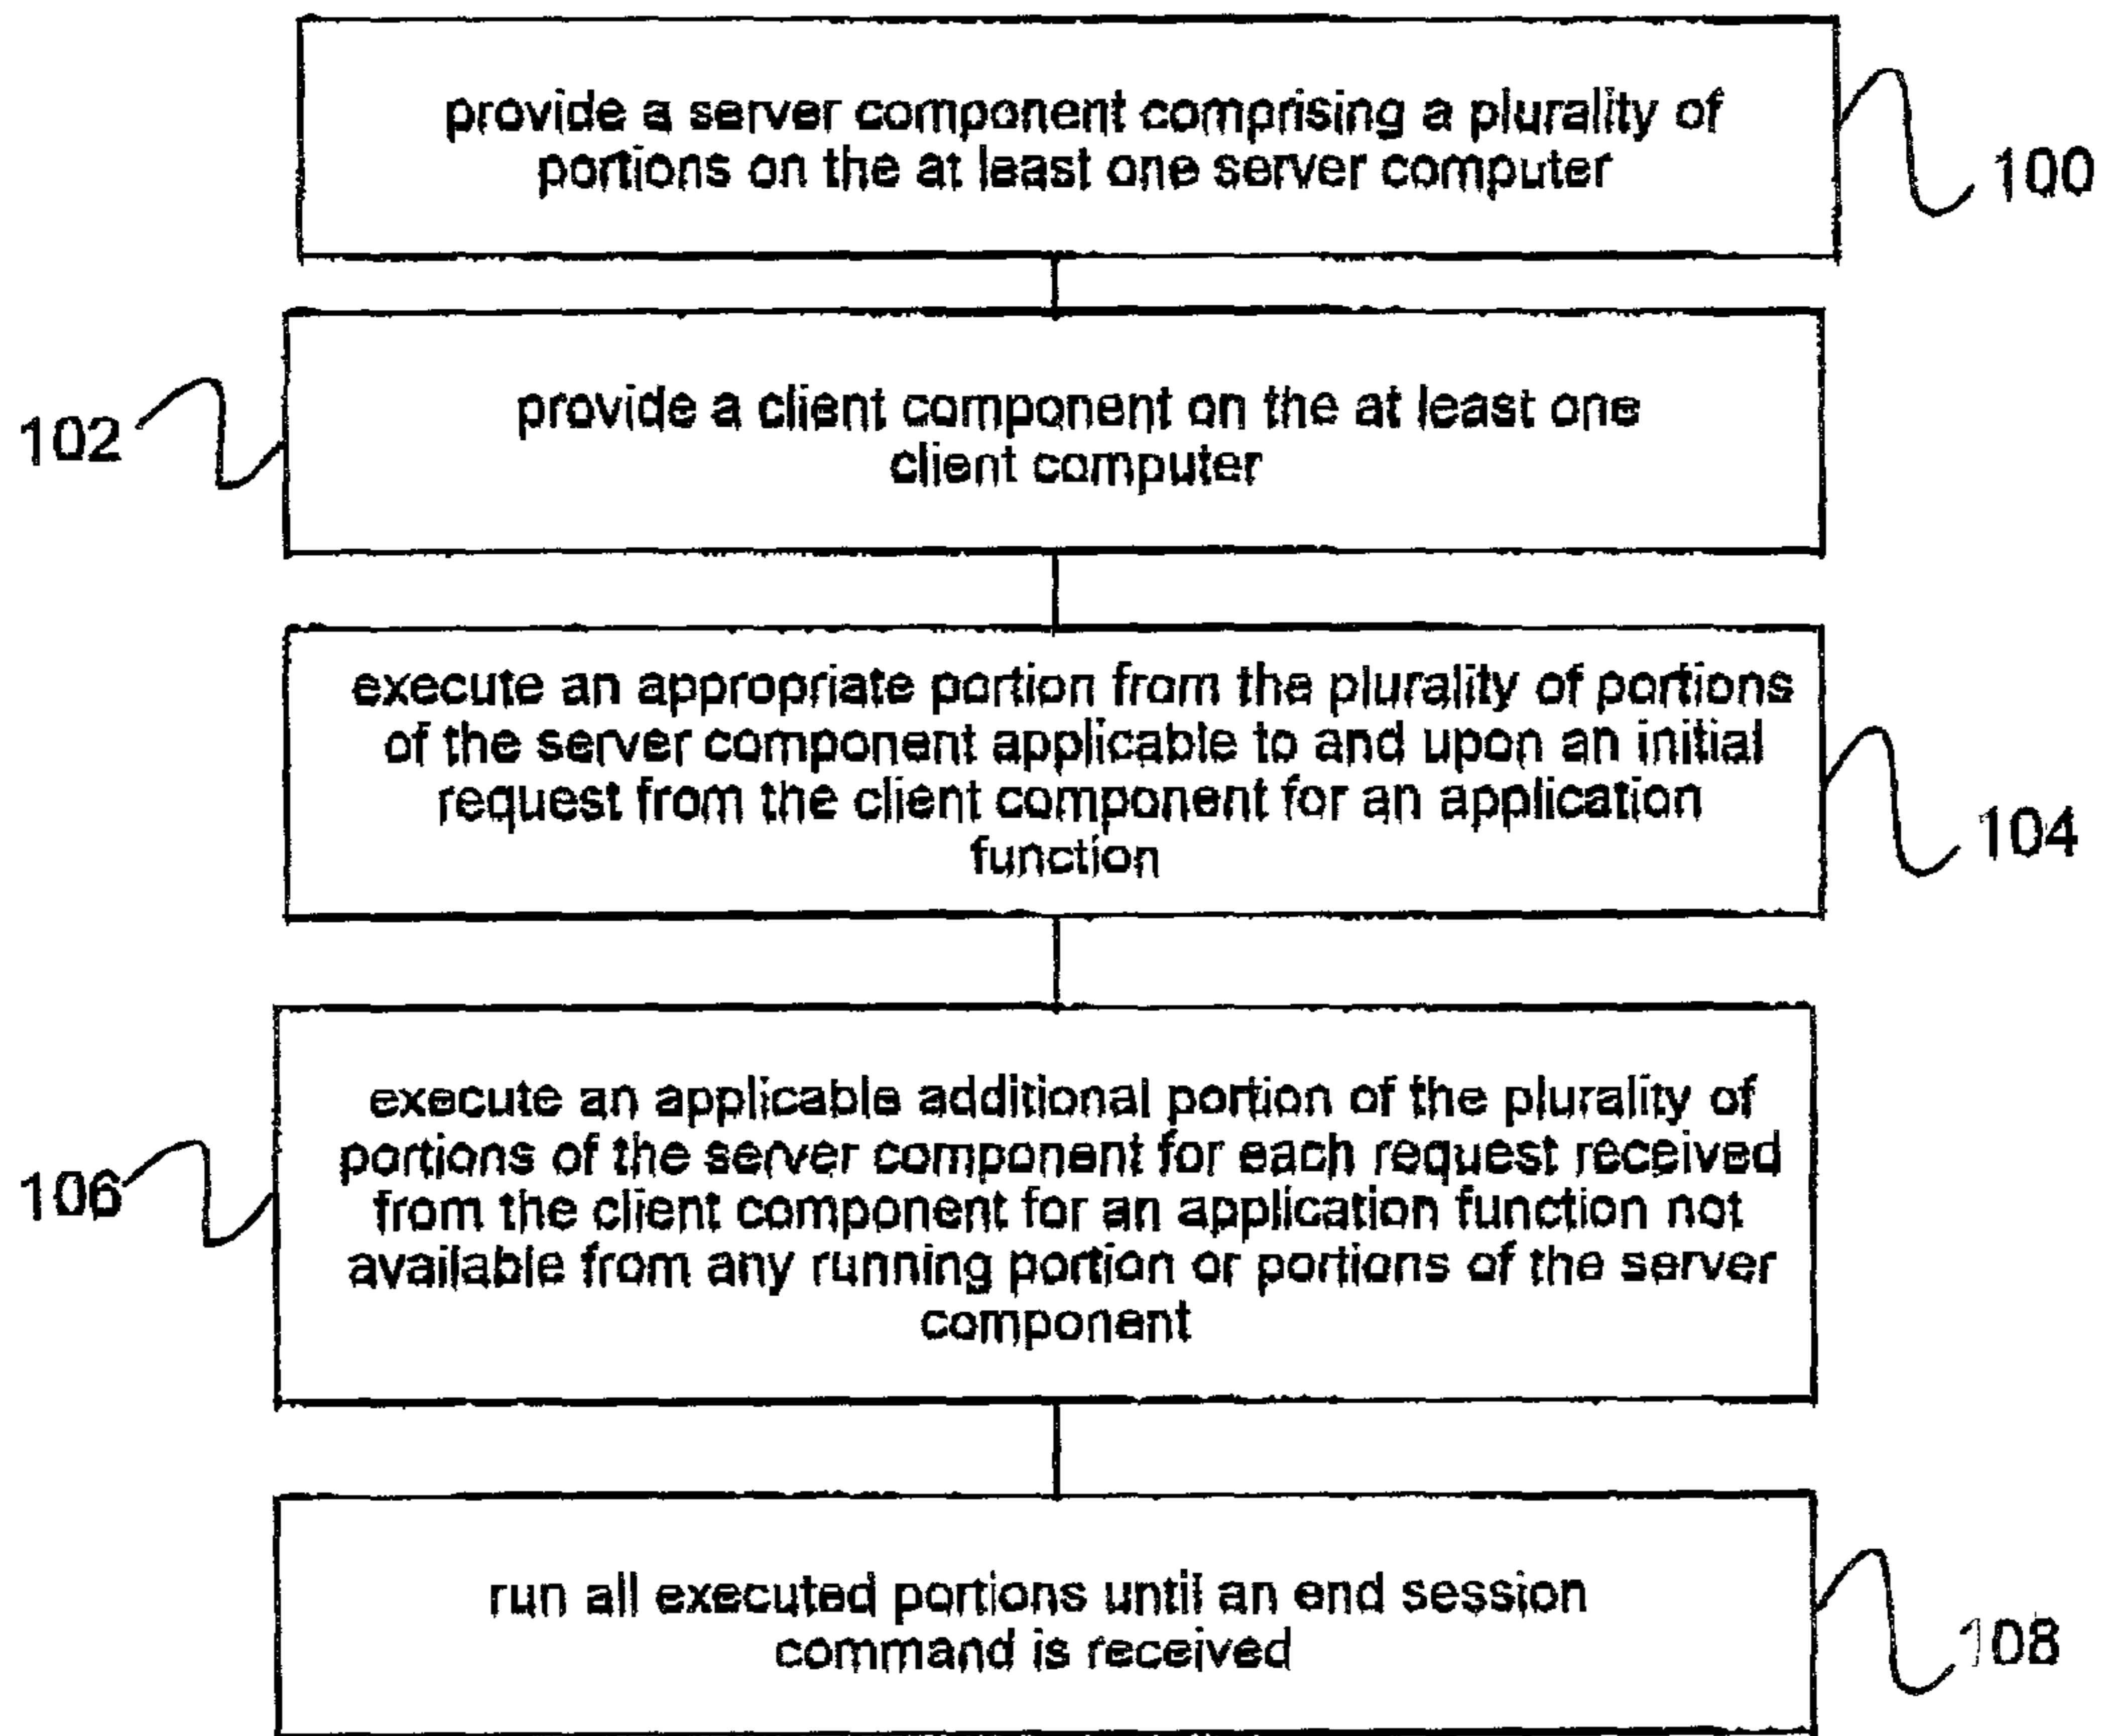 provide a server component comprising a plurality of
portions on the at least one server computer
100
provide a client component on the at least one
client computer
102
execute an appropriate portion from the plurality of portions
of the server component applicable to and upon an initial
request from the client component for an application
function
104
execute an applicable additional portion of the plurality of
portions of the server component for each request received
from the client component for an application function not
available from any running portion or portions of the server
component
106
run all executed portions until an end session
command is received
108